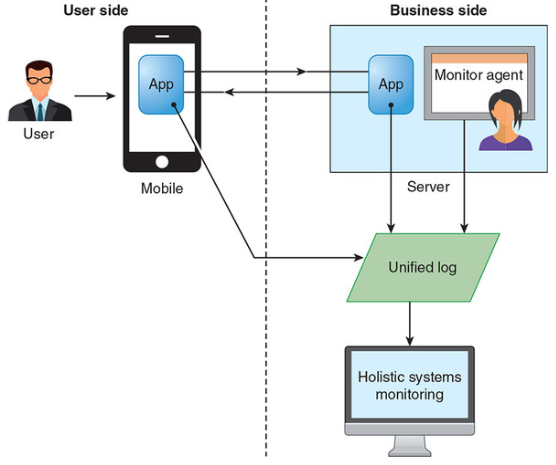 User side
Business side
App
App
Monitor agent
User
Mobile
Server
Unified log
Holistic systems
monitoring